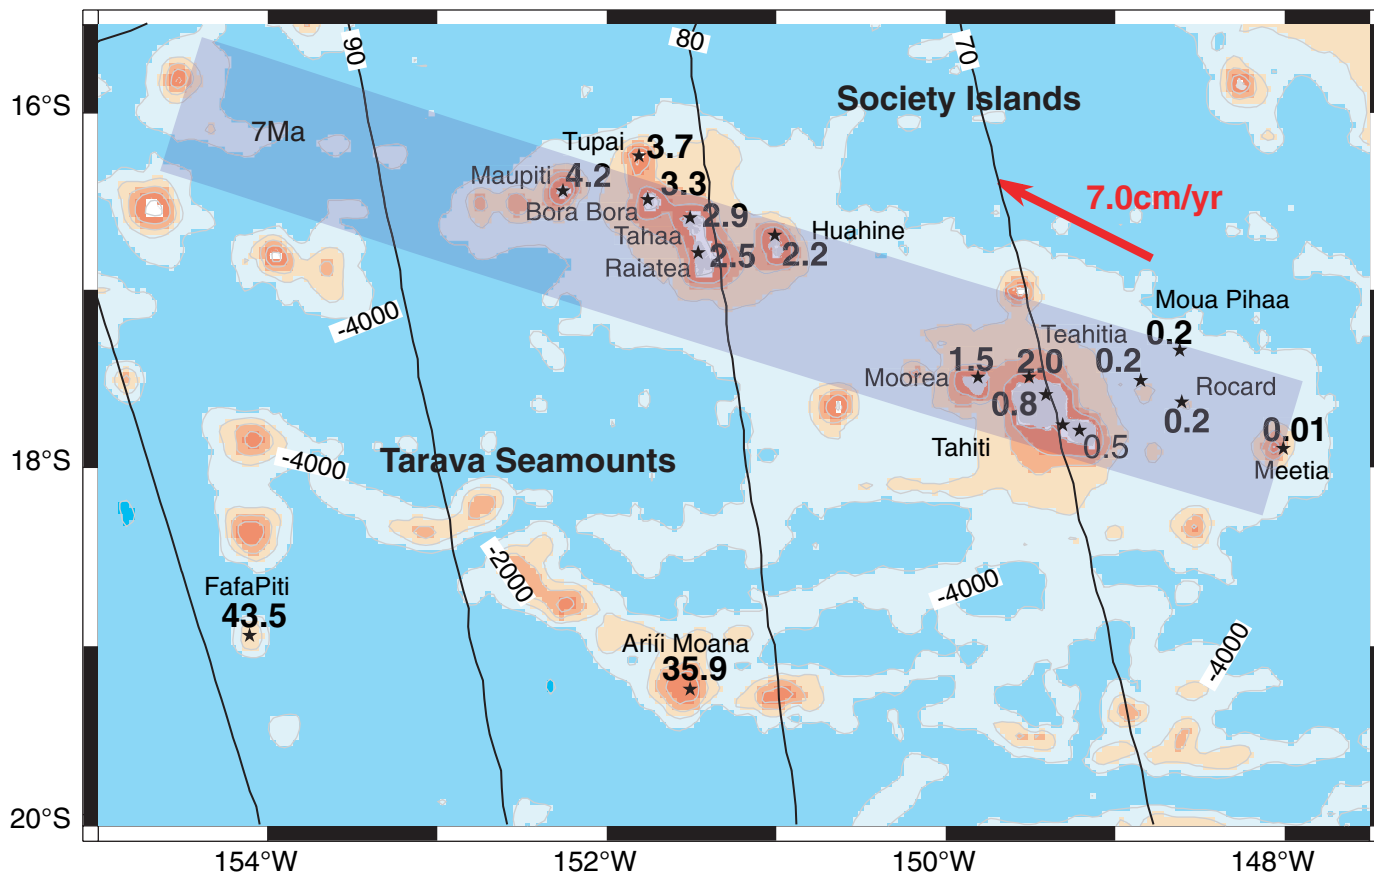 90
80
70
Society Islands
16°S
7Ma
Tupai
3.7
Maupiti
4.2
3.3
Bora Bora
2.9
Tahaa
Huahine
2.5
2.2
Raiatea
7.0cm/yr
Moua Pihaa
-4000
Teahitia
0.2
Moorea
1.5
2.0
0.2
Rocard
0.8
0.2
Tahiti
0.5
0.01
Meetia
18°S
-4000
Tarava Seamounts
-2000
-4000
FafaPiti
43.5
Ariíí Moana
35.9
-4000
20°S
154°W
152°W
150°W
148°W